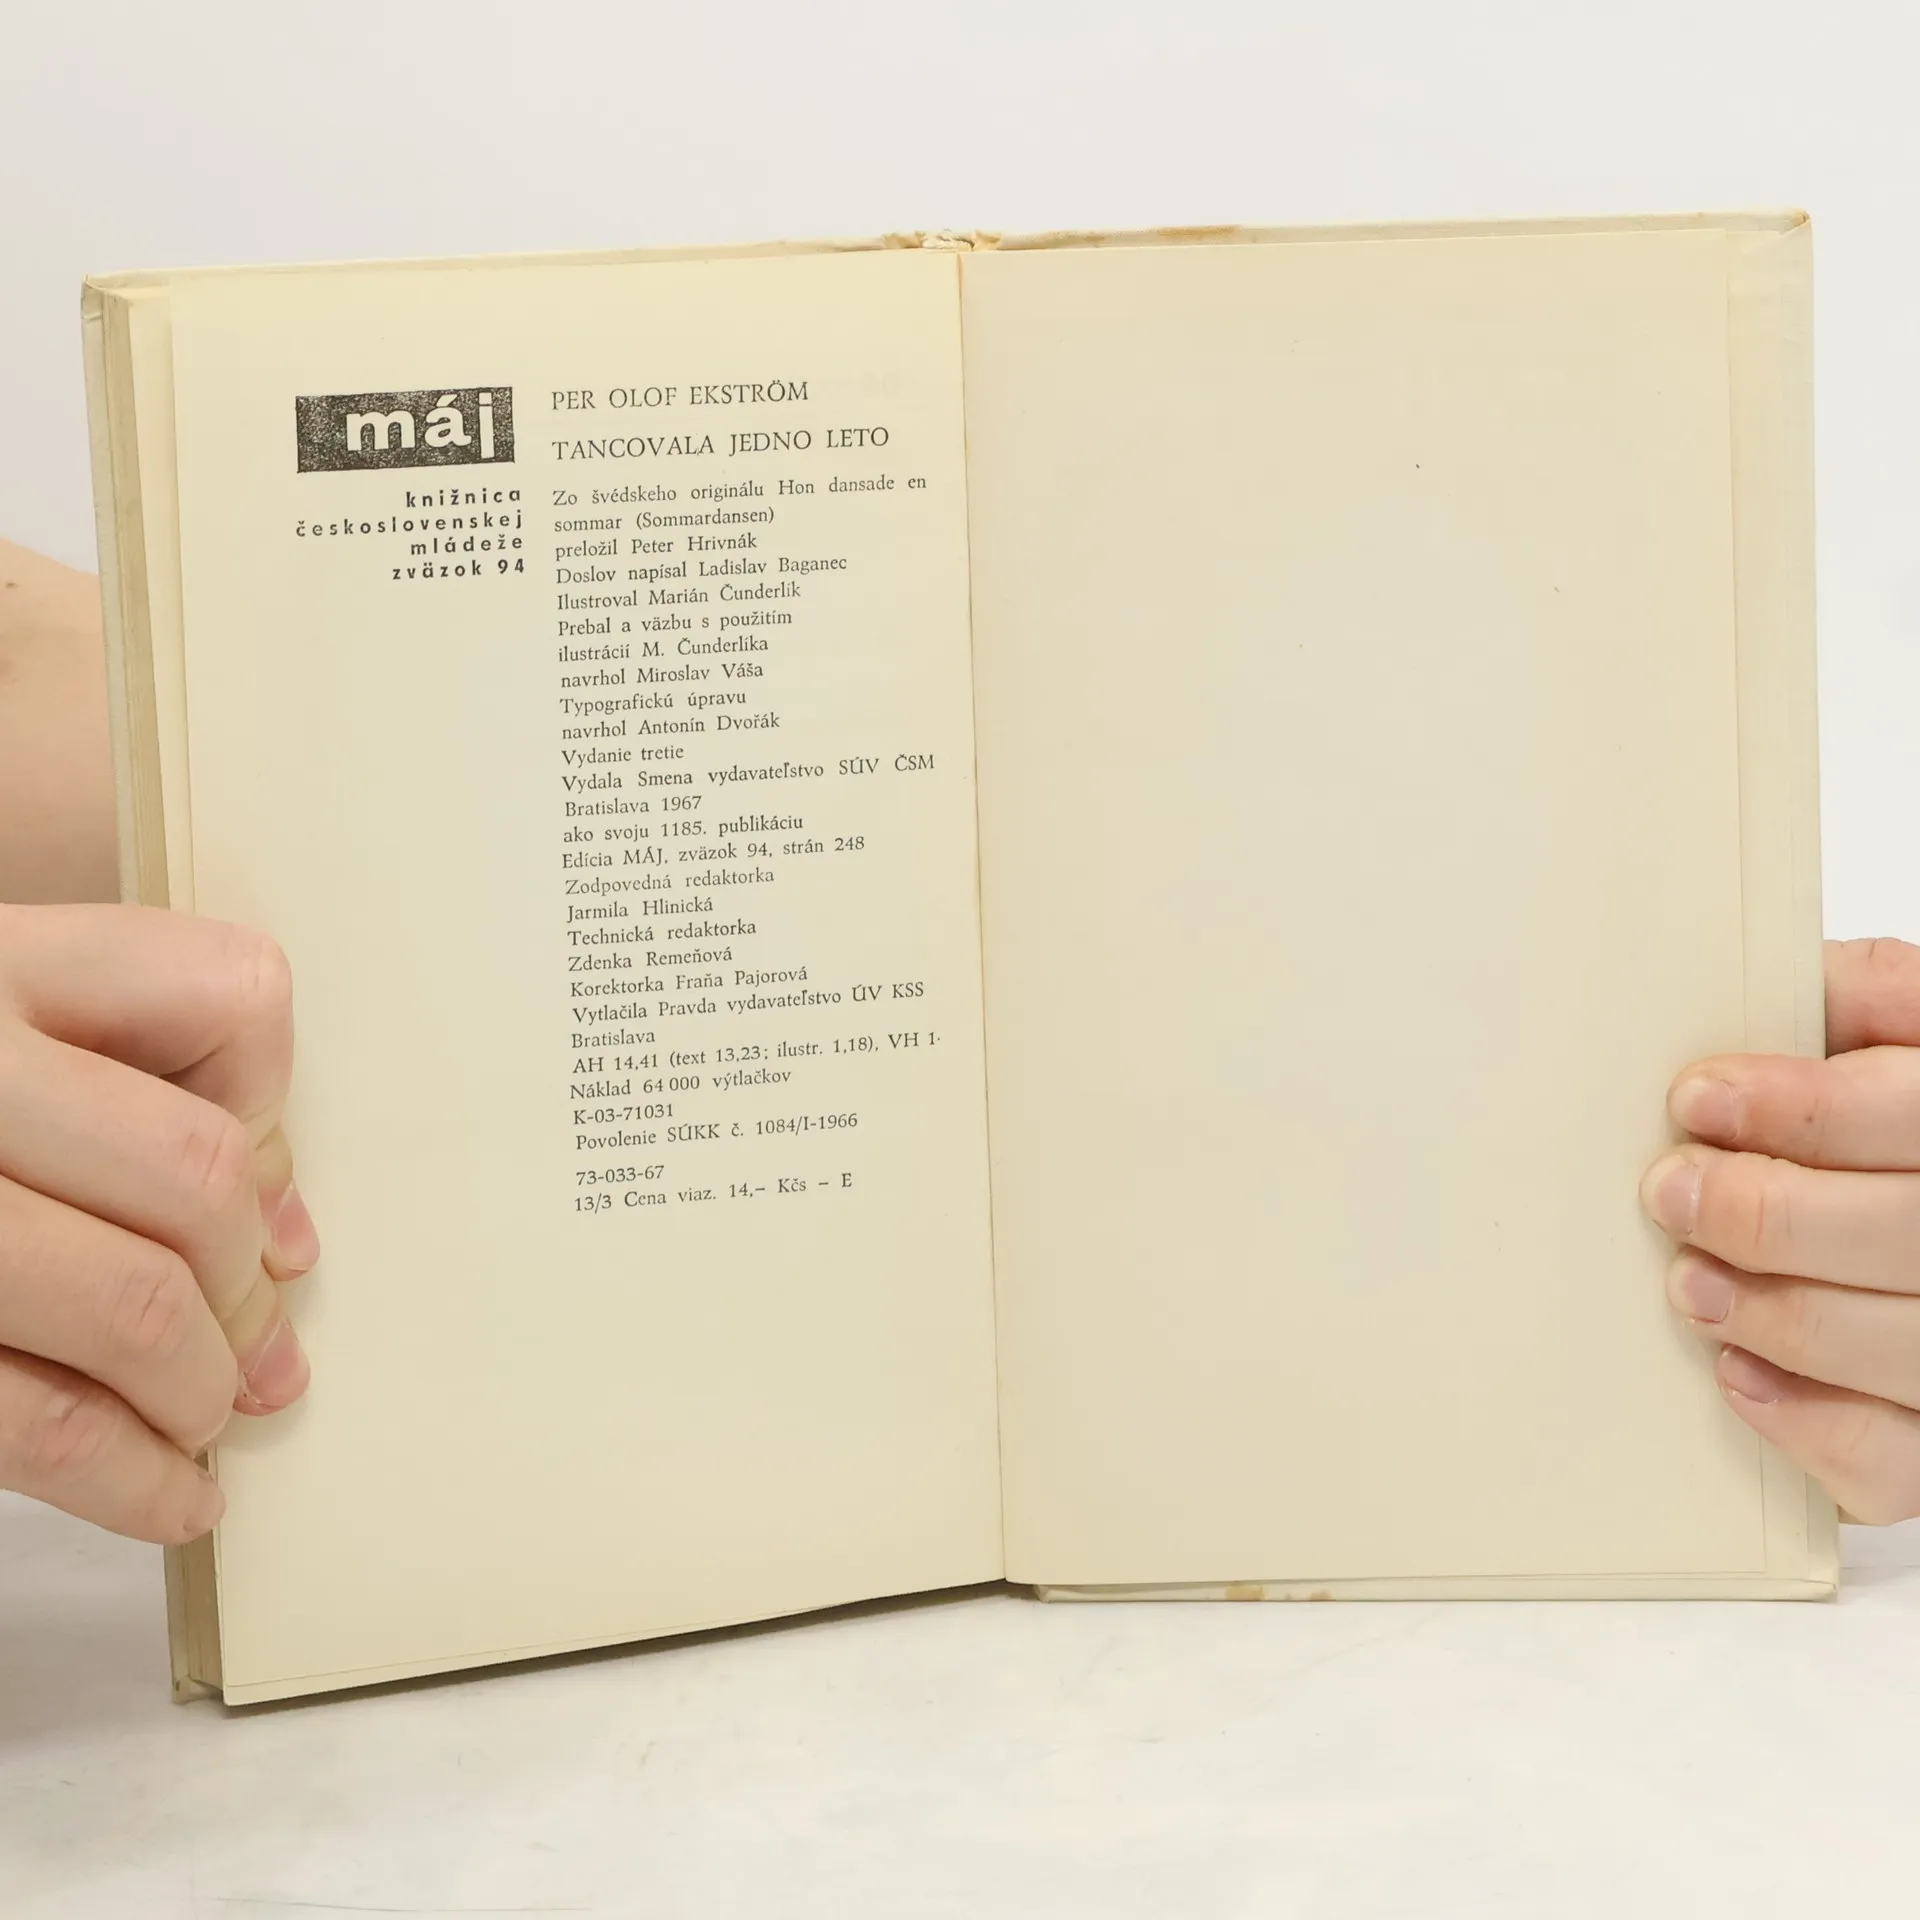 máj
knižnica
československej
mládeže
zväzok 94
PER OLOF EKSTRÖM
TANCOVALA JEDNO LETO
Zo švédskeho originálu Hon dansade en
sommar (Sommardansen)
preložil Peter Hrivnák
Doslov napísal Ladislav Baganec
Ilustroval Marián Čunderlík
Prebal a väzbu s použitím
ilustrácií M. Čunderlíka
navrhol Miroslav Váša
Typografickú úpravu
navrhol Antonín Dvořák
Vydanie tretie
Vydala Smena vydavateľstvo SÚV ČSM
Bratislava 1967
ako svoju 1185. publikáciu
Edícia MÁJ, zväzok 94, strán 248
Zodpovedná redaktorka
Jarmila Hlinická
Technická redaktorka
Zdenka Remeňová
Korektorka Fraňa Pajorová
Vytlačila Pravda vydavateľstvo ÚV KSS
Bratislava
AH 14,41 (text 13,23; ilustr. 1,18), VH 1
Náklad 64 000 výtlačkov
K-03-71031
Povolenie SÚKK č. 1084/I-1966
73-033-67
13/3 Cena viaz. 14,– Kčs – E